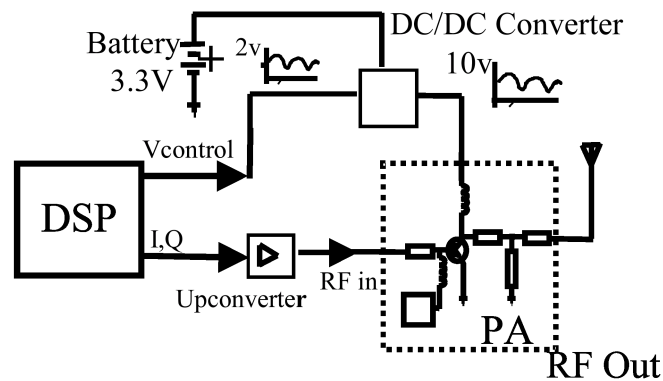 DC/DC Converter
Battery
3.3V
2v
10v
Vcontrol
DSP
I,Q
Upconverter
RF in
PA
RF Out